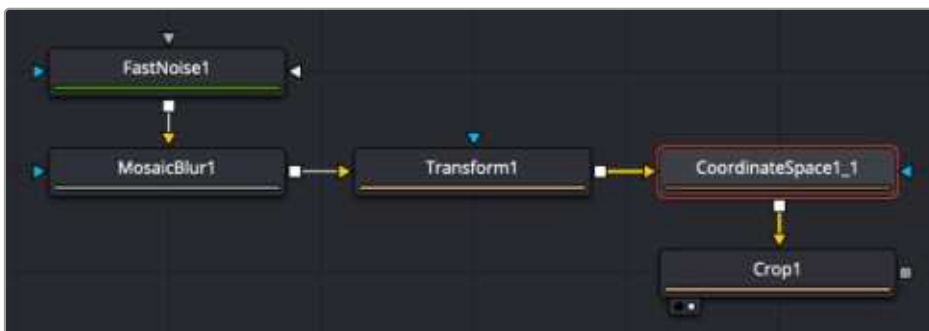 FastNoise1
MosaicBlur1
Transform1
CoordinateSpace1_1
Crop1